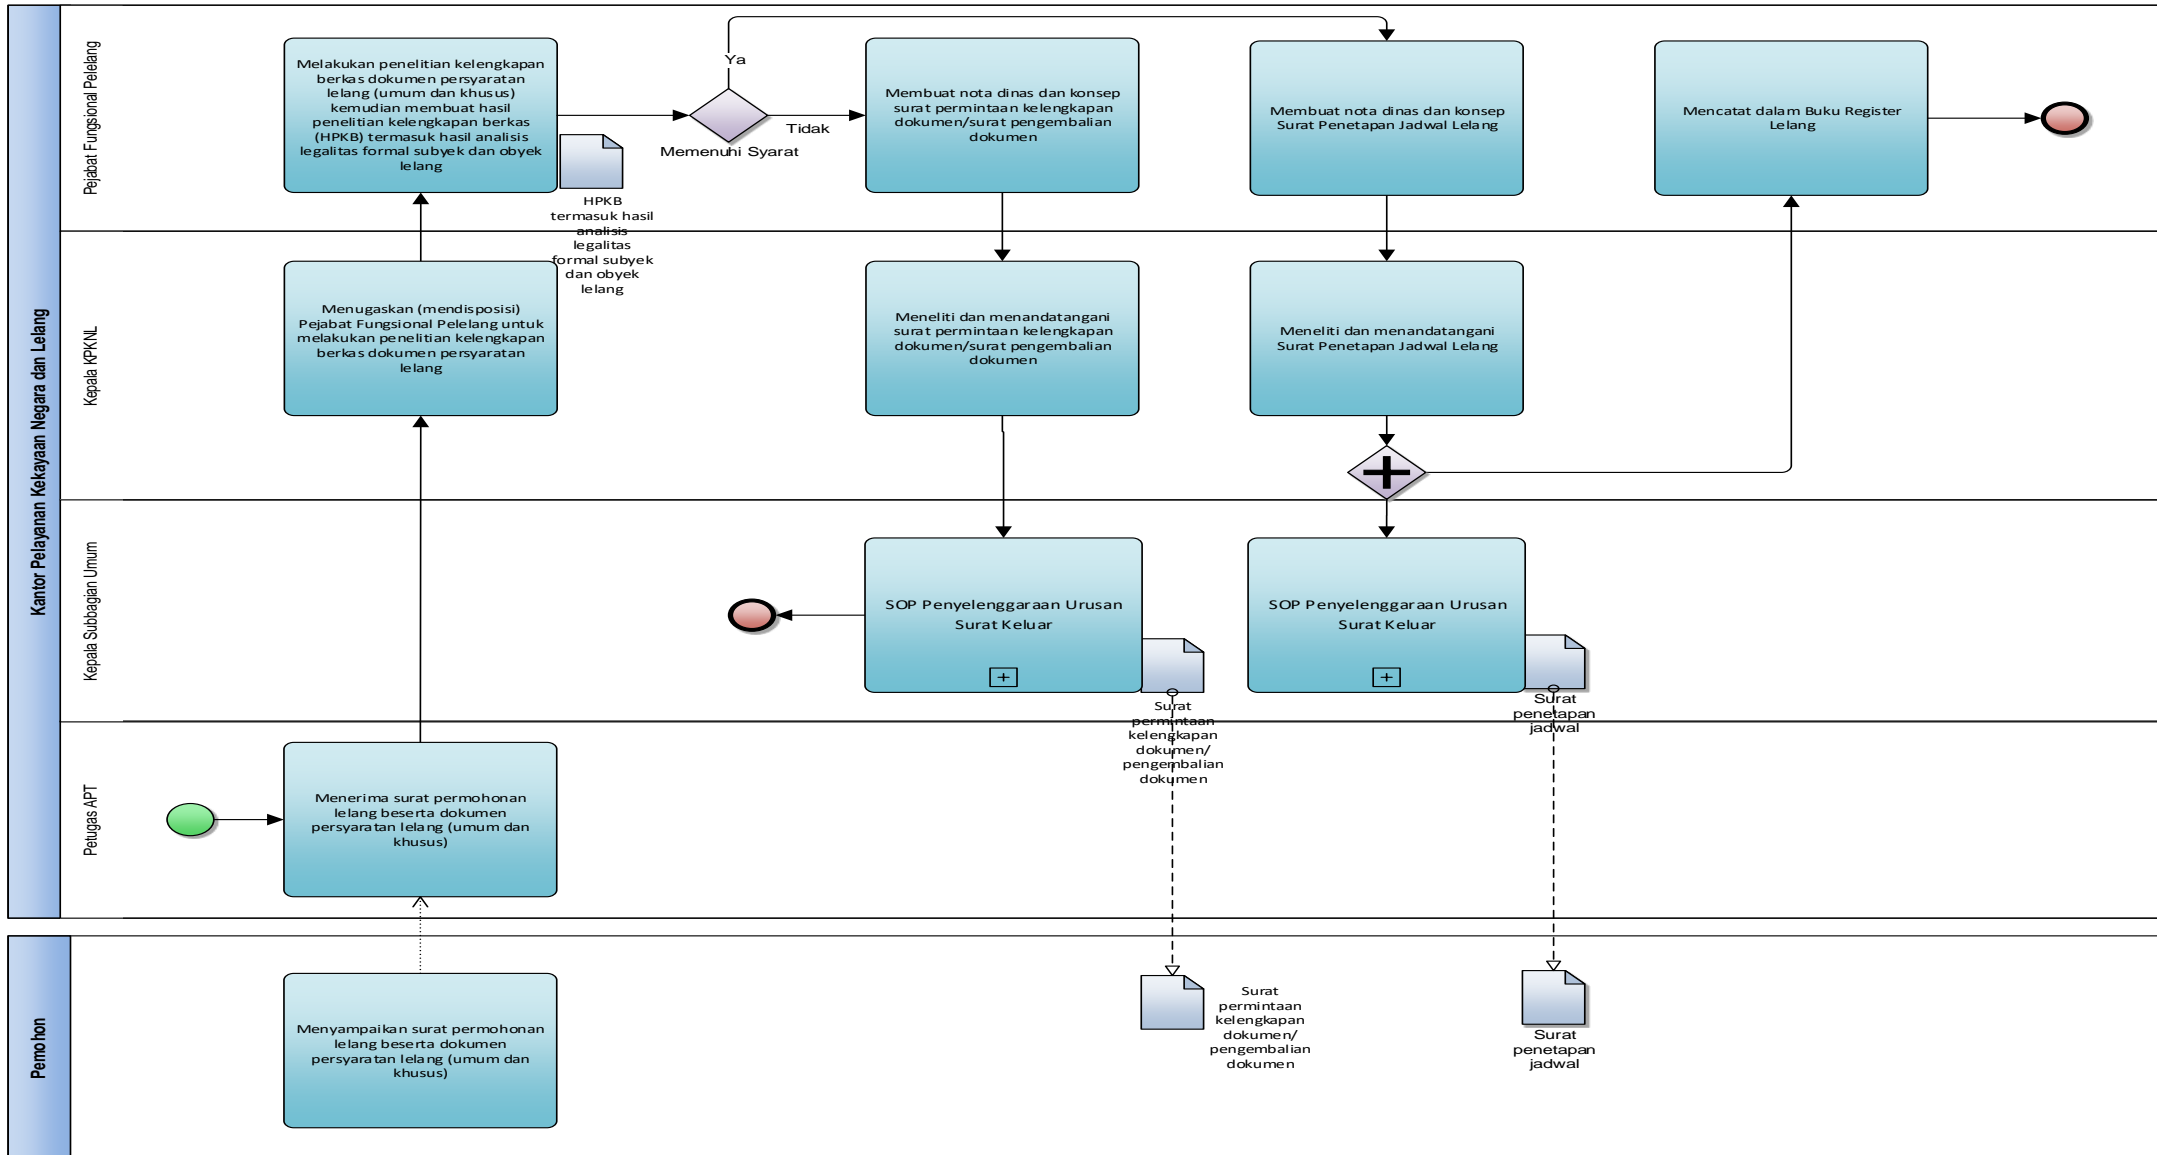 Kantor Pelayanan Kekayaan Negara dan Lelang
Pejabat Fungsional Pelelang
Melakukan penelitian kelengkapan
berkas dokumen persyaratan
lelang (umum dan khusus)
kemudian membuat hasil
penelitian kelengkapan berkas
(HPKB) termasuk hasil analisis
legalitas formal subyek dan obyek
lelang
HPKB
termasuk hasil
analisis
legalitas
formal subyek
dan obyek
lelang
Ya
Tidak
Memenuhi Syarat
Membuat nota dinas dan konsep
surat permintaan kelengkapan
dokumen/surat pengembalian
dokumen
Membuat nota dinas dan konsep
Surat Penetapan Jadwal Lelang
Mencatat dalam Buku Register
Lelang
Kepala KPKNL
Menugaskan (mendisposisi)
Pejabat Fungsional Pelelang untuk
melakukan penelitian kelengkapan
berkas dokumen persyaratan
lelang
Meneliti dan menandatangani
surat permintaan kelengkapan
dokumen/surat pengembalian
dokumen
Meneliti dan menandatangani
Surat Penetapan Jadwal Lelang
Kepala Subbagian Umum
SOP Penyelenggaraan Urusan
Surat Keluar
Surat
permintaan
kelengkapan
dokumen/
pengembalian
dokumen
SOP Penyelenggaraan Urusan
Surat Keluar
Surat
penetapan
jadwal
Petugas APT
Menerima surat permohonan
lelang beserta dokumen
persyaratan lelang (umum dan
khusus)
Pemohon
Menyampaikan surat permohonan
lelang beserta dokumen
persyaratan lelang (umum dan
khusus)
Surat
permintaan
kelengkapan
dokumen/
pengembalian
dokumen
Surat
penetapan
jadwal